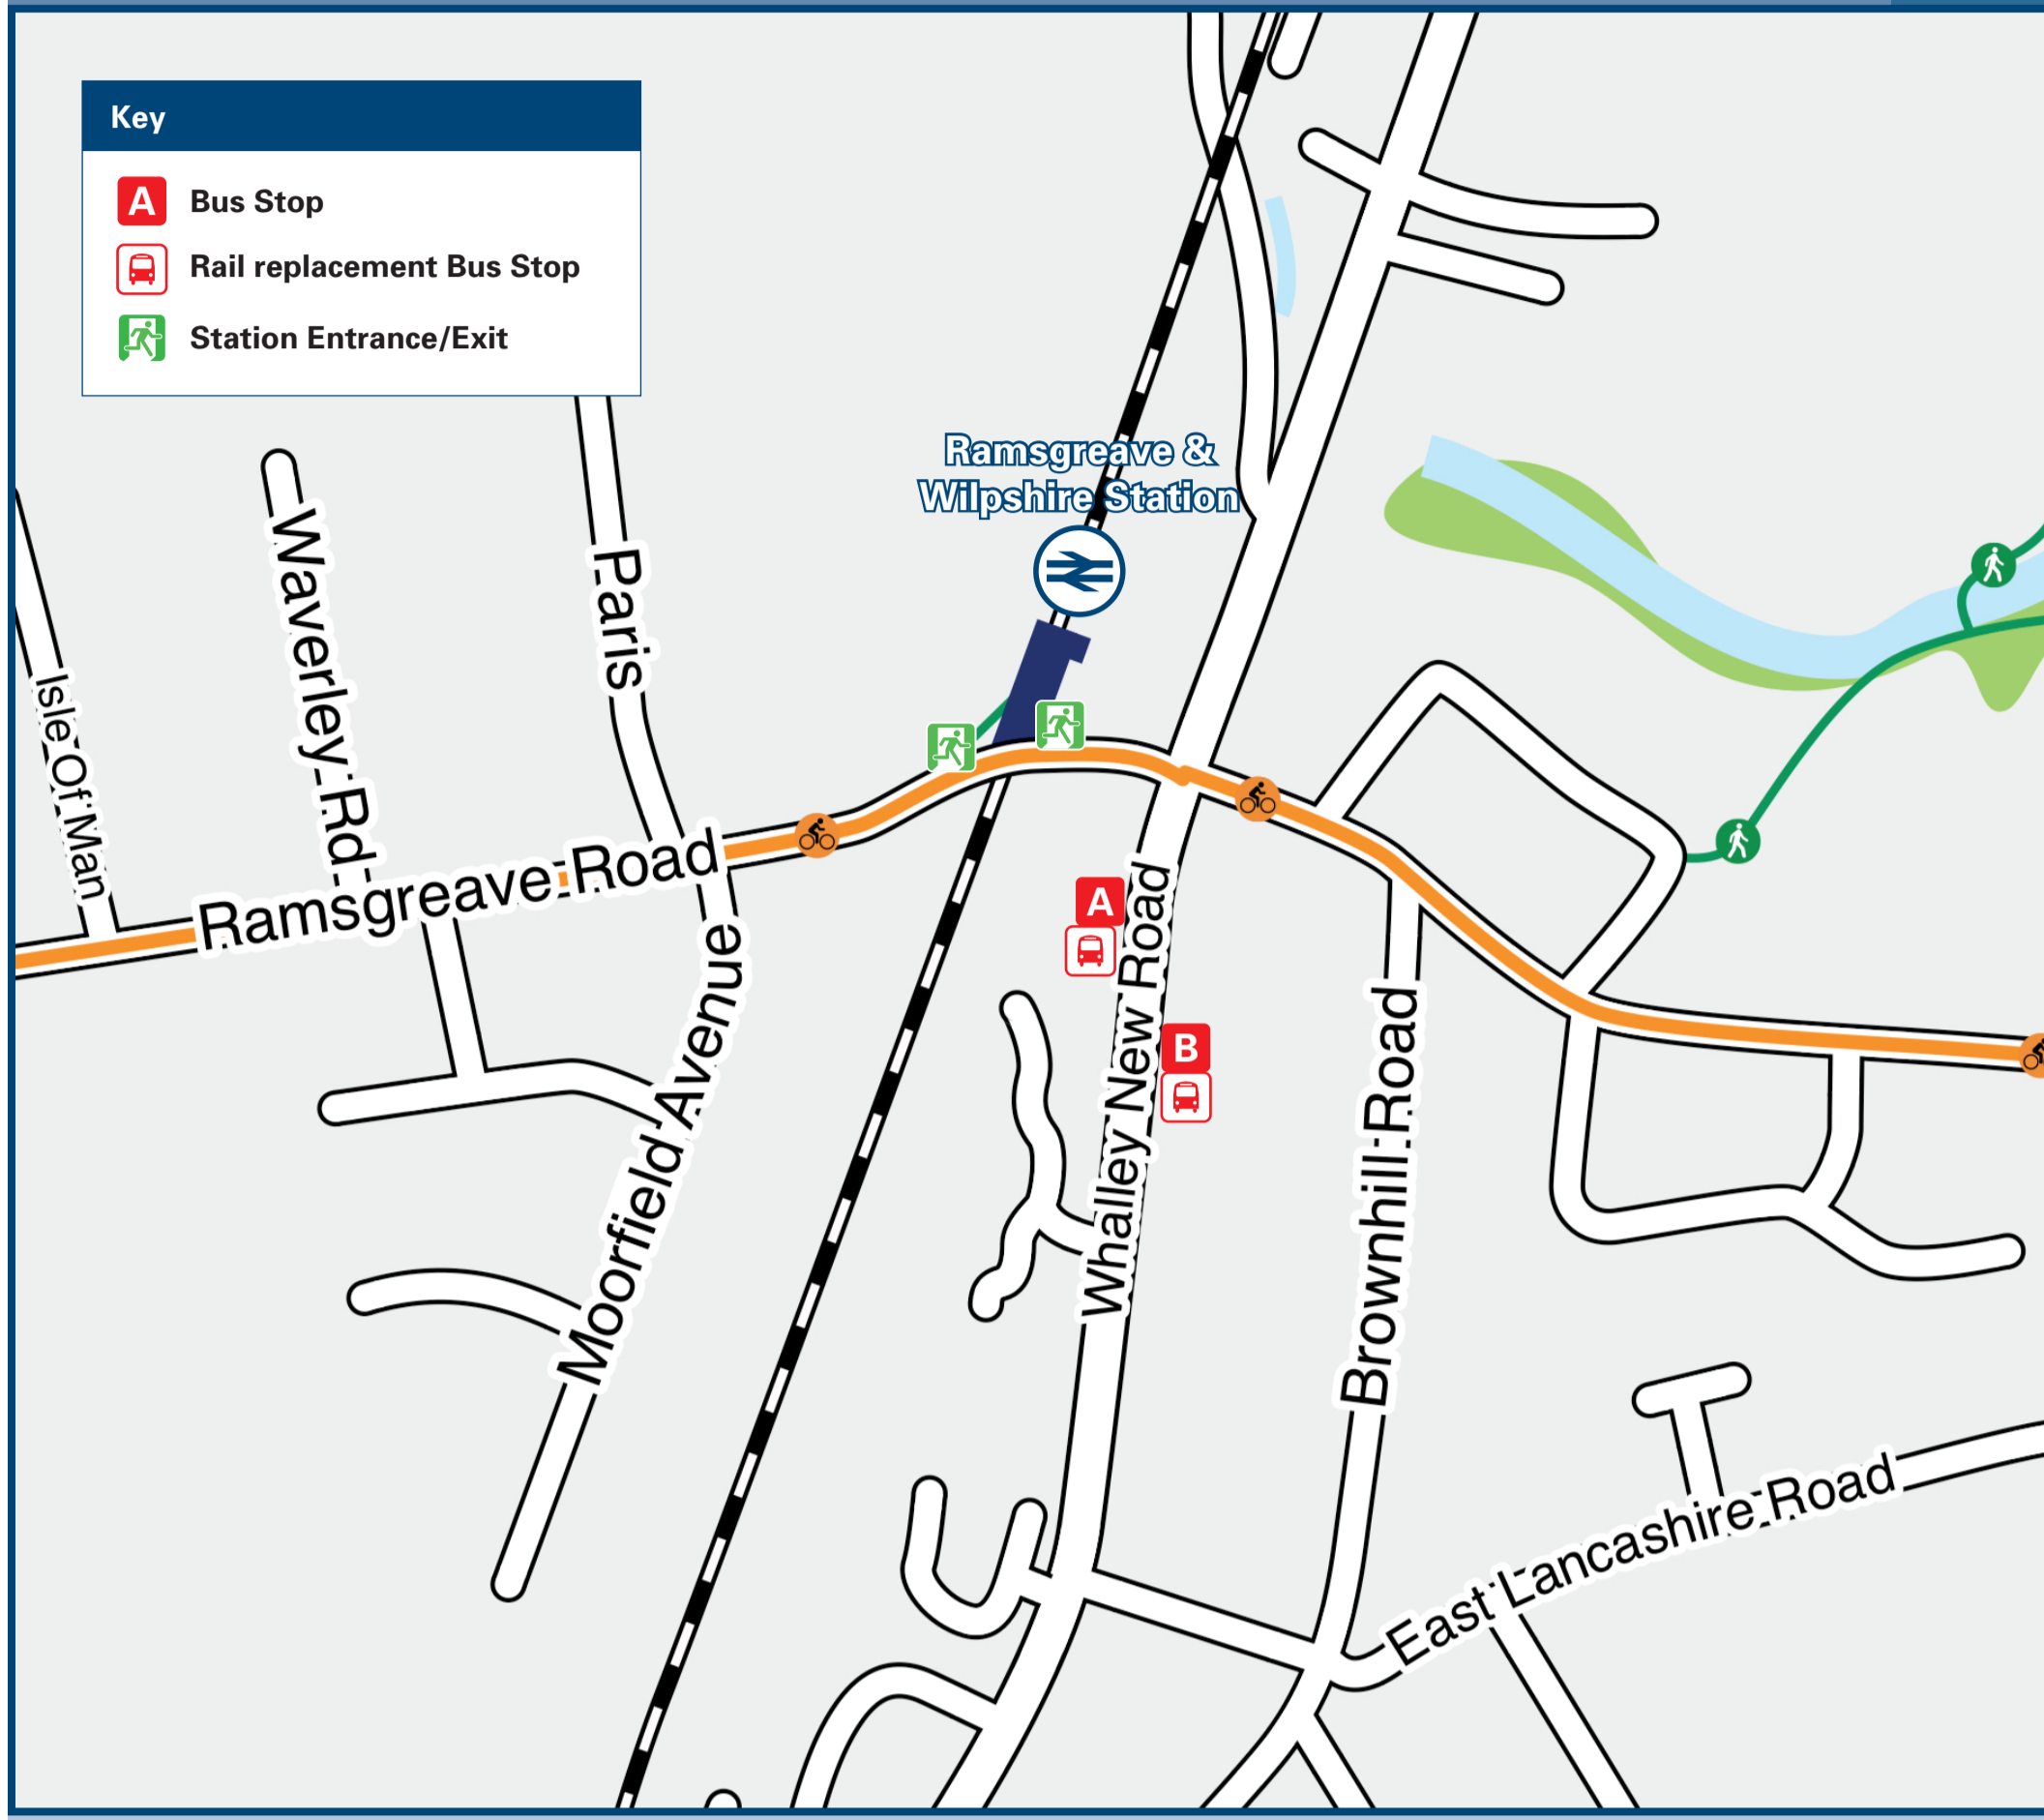 Key
A Bus Stop
Rail replacement Bus Stop
Station Entrance/Exit
Ramsgreave &
Wilpshire Station
Isle Of Man
Waverley Rd
Paris
Ramsgreave Road
Moorfield Avenue
A
B
Whalley New Road
Brownhill Road
East Lancashire Road